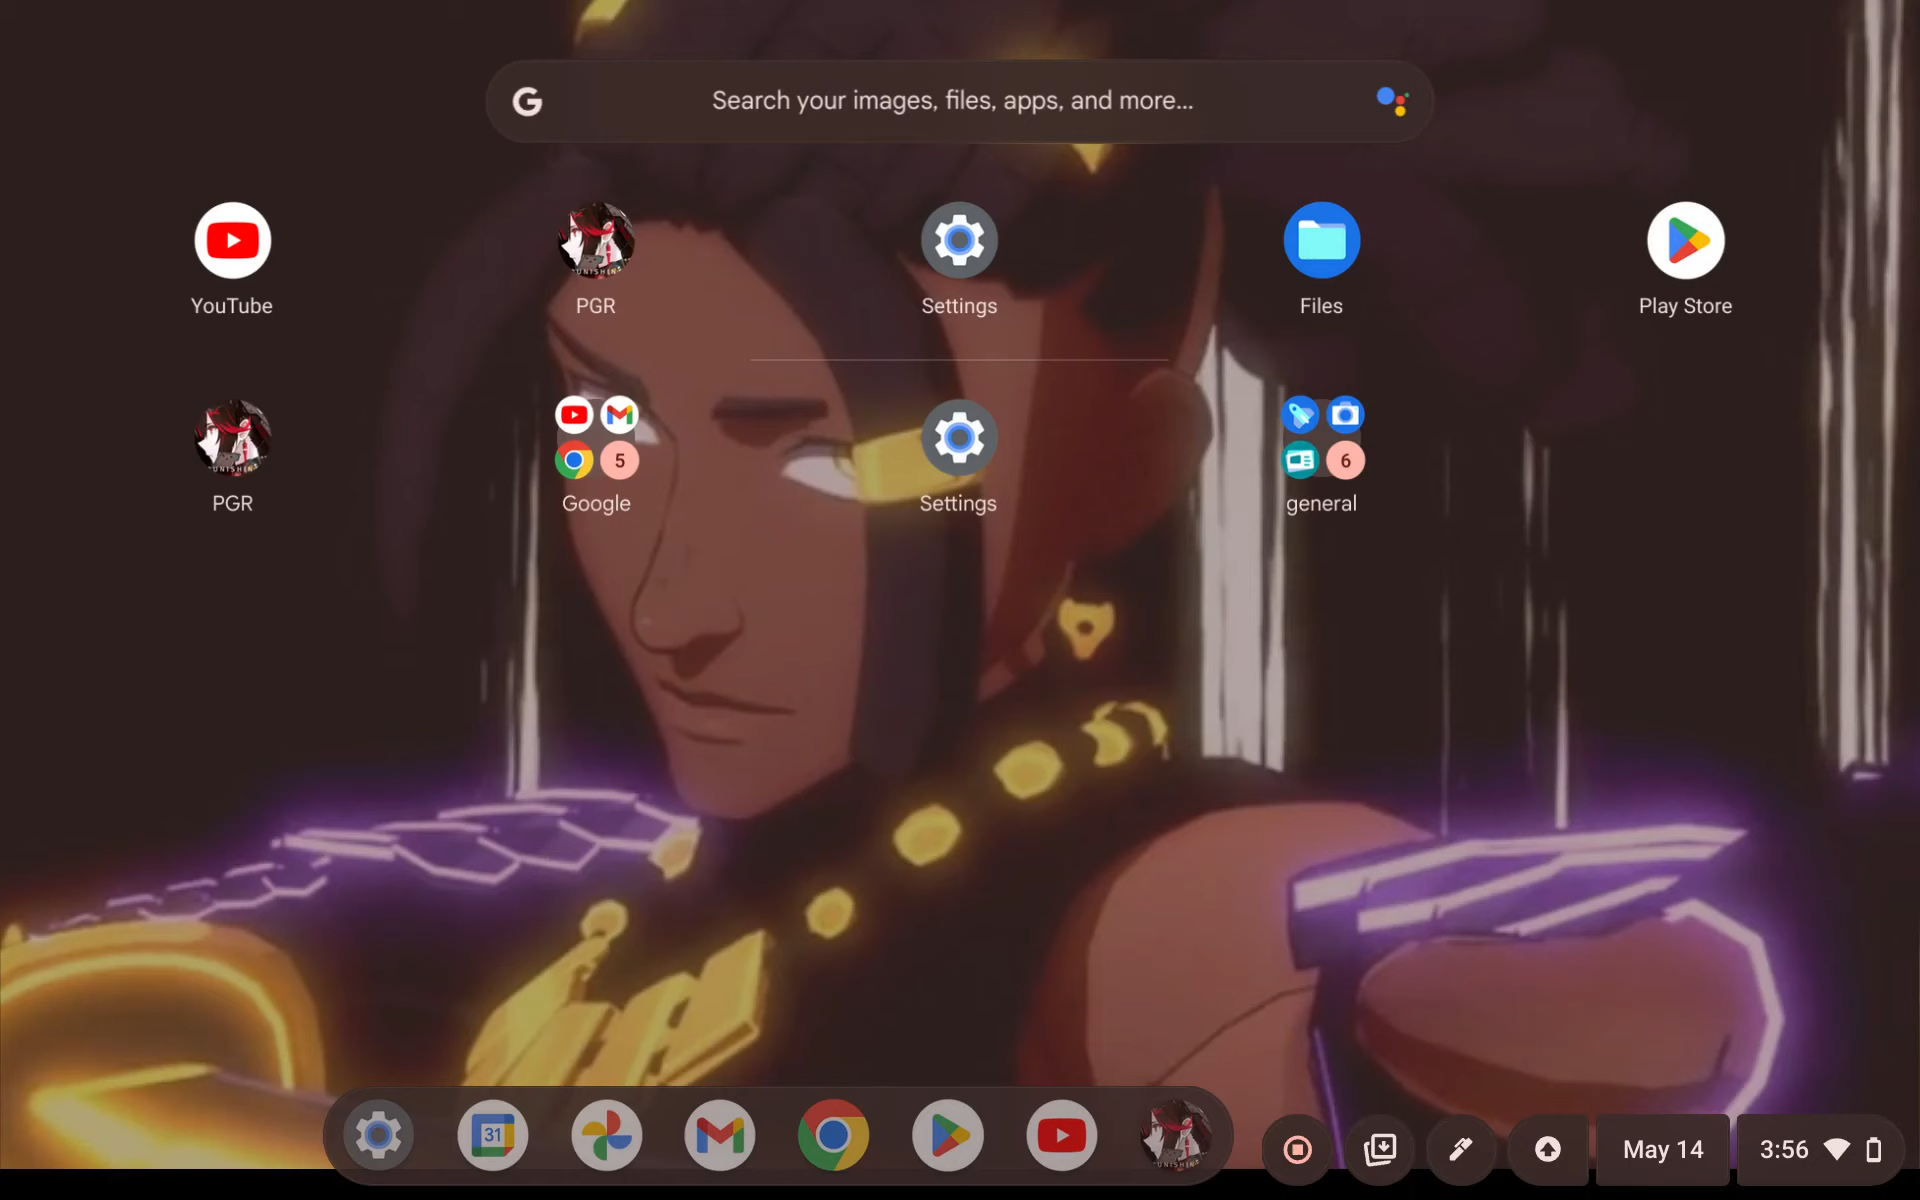 G Search your images, files, apps, and more...
YouTube
PGR
Settings
Files
Play Store
PGR
5
Google
Settings
6
general
31
May 14
3:56